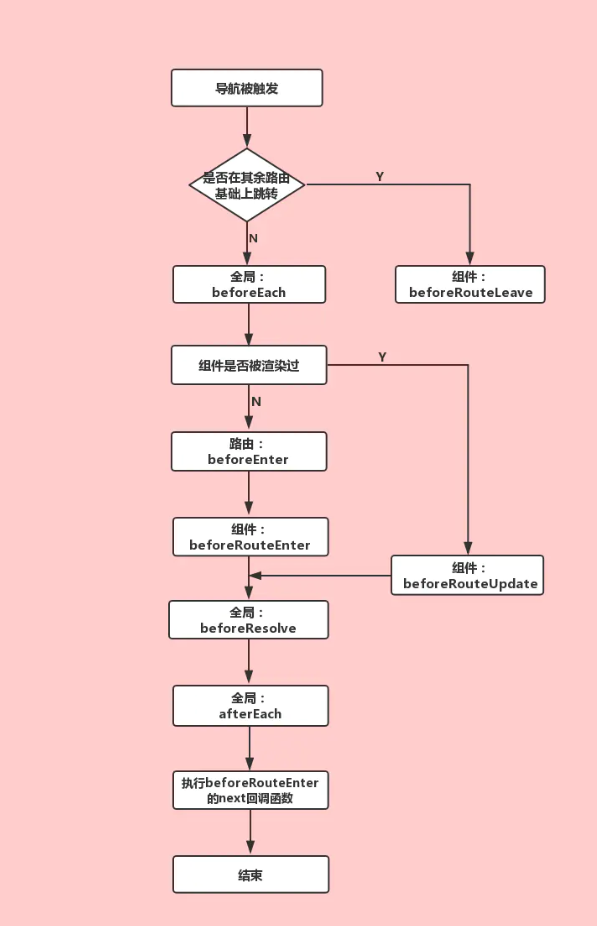 导航被触发
是否在其余路由
基础上跳转
Y
N
全局：
beforeEach
组件：
beforeRouteLeave
组件是否被渲染过
Y
N
路由：
beforeEnter
组件：
beforeRouteEnter
组件：
beforeRouteUpdate
全局：
beforeResolve
全局：
afterEach
执行beforeRouteEnter
的next回调函数
结束